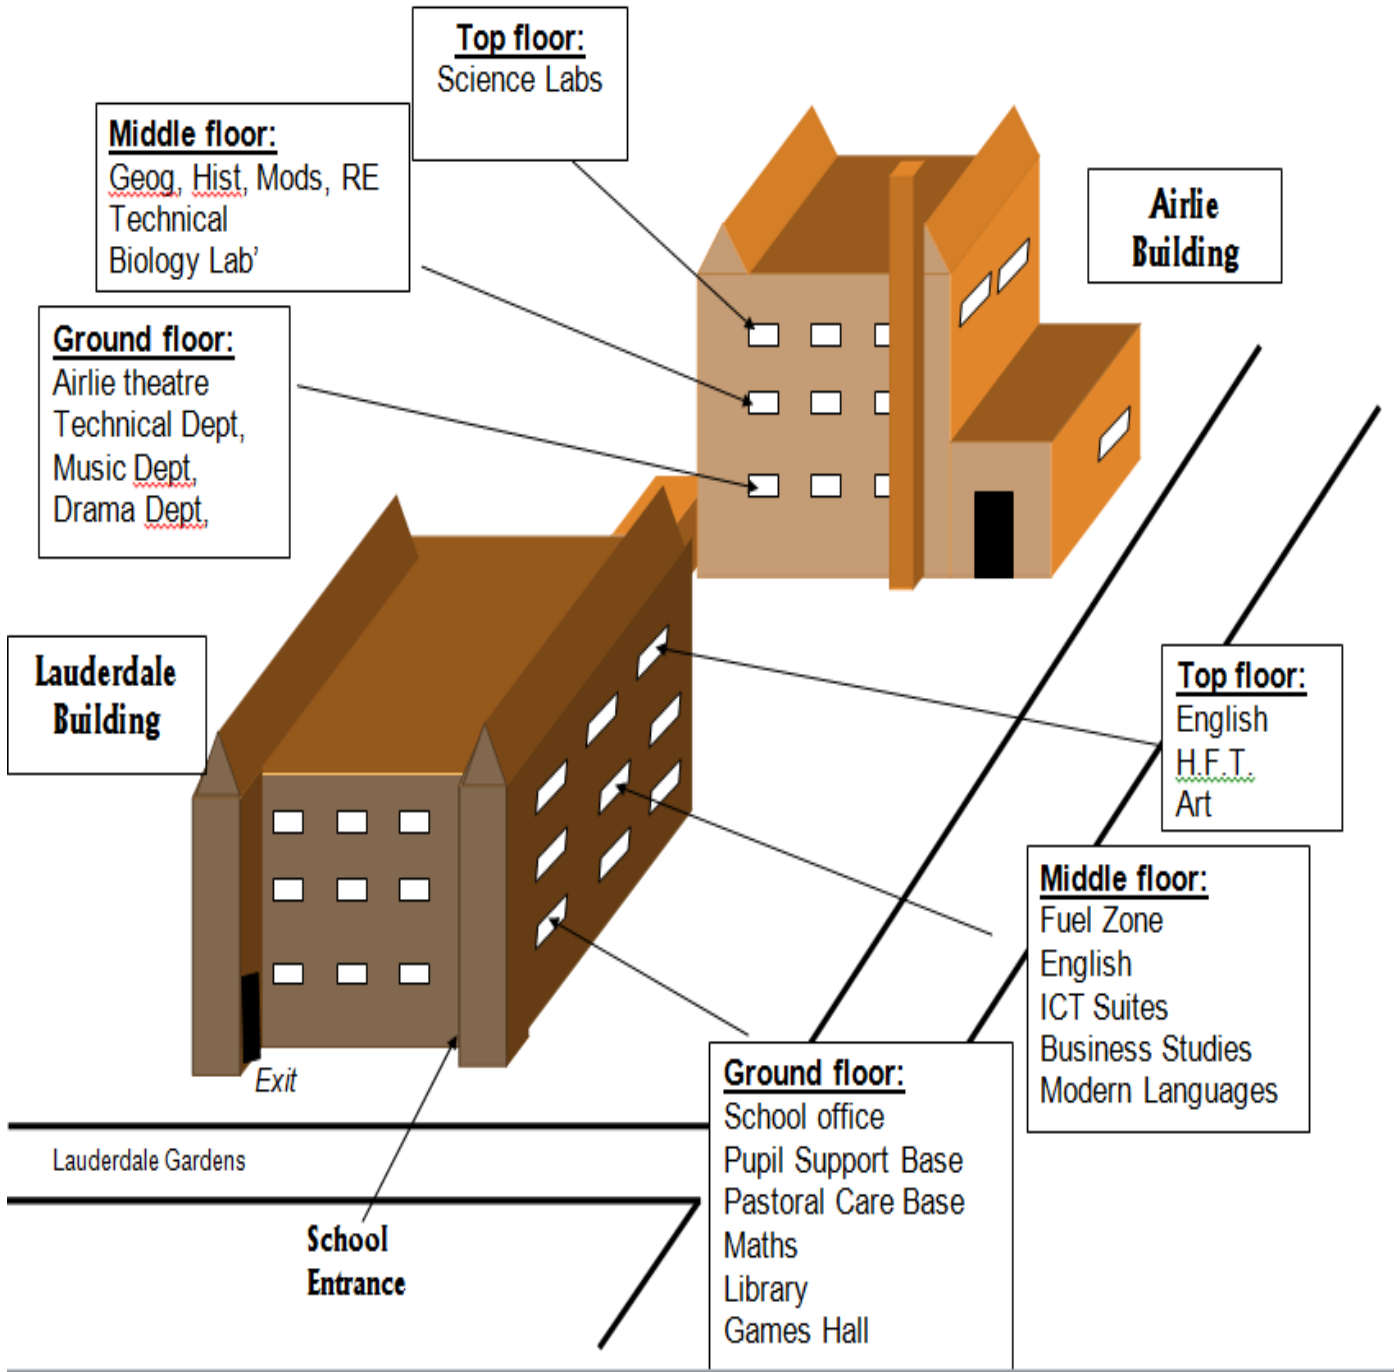 Top floor:
Science Labs
Middle floor:
Geog, Hist, Mods, RE
Technical
Biology Lab’
Airlie
Building
Ground floor:
Airlie theatre
Technical Dept,
Music Dept,
Drama Dept,
Lauderdale
Building
Top floor:
English
H.F.T.
Art
Middle floor:
Fuel Zone
English
ICT Suites
Business Studies
Modern Languages
Exit
Ground floor:
School office
Pupil Support Base
Pastoral Care Base
Maths
Library
Games Hall
Lauderdale Gardens
School
Entrance